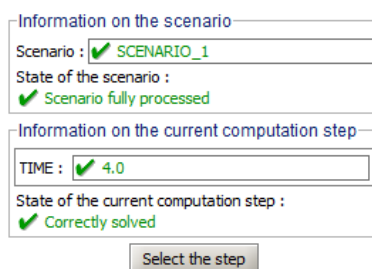 Information on the scenario
Scenario : SCENARIO_1
State of the scenario :
Scenario fully processed
Information on the current computation step
TIME : 4.0
State of the current computation step :
Correctly solved
Select the step